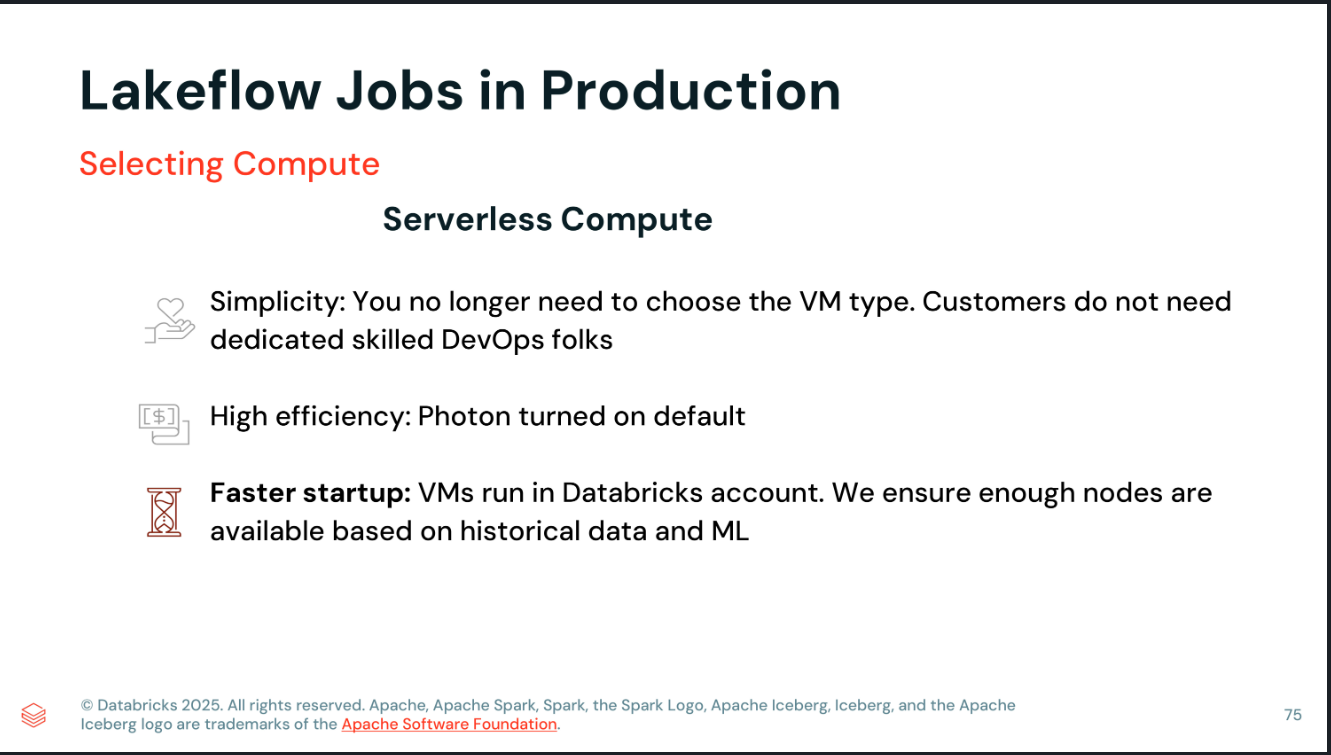 Lakeflow Jobs in Production
Selecting Compute
Serverless Compute
Simplicity: You no longer need to choose the VM type. Customers do not need
dedicated skilled DevOps folks
[$]
High efficiency: Photon turned on default
Faster startup: VMs run in Databricks account. We ensure enough nodes are
available based on historical data and ML
© Databricks 2025. All rights reserved. Apache, Apache Spark, Spark, the Spark Logo, Apache Iceberg, Iceberg, and the Apache
Iceberg logo are trademarks of the Apache Software Foundation.
75